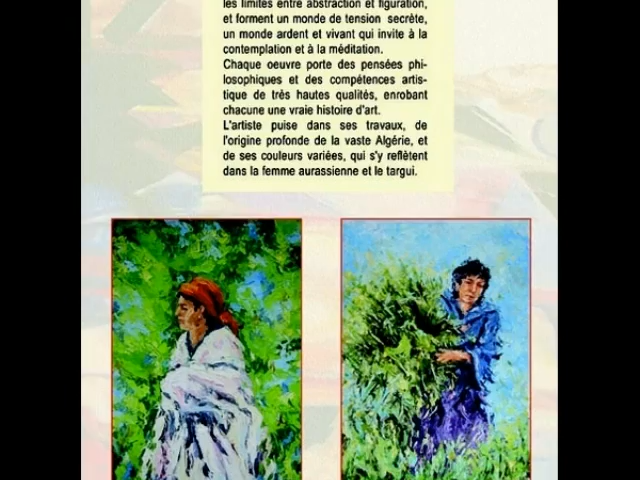 les limites entre abstraction et figuration,
et forment un monde de tension secrète,
un monde ardent et vivant qui invite à la
contemplation et à la méditation.
Chaque oeuvre porte des pensées phi-
losophiques et des compétences artis-
tique de très hautes qualités, enrobant
chacune une vraie histoire d'art.
L'artiste puise dans ses travaux, de
l'origine profonde de la vaste Algérie, et
de ses couleurs variées, qui s'y reflètent
dans la femme aurassienne et le targui.